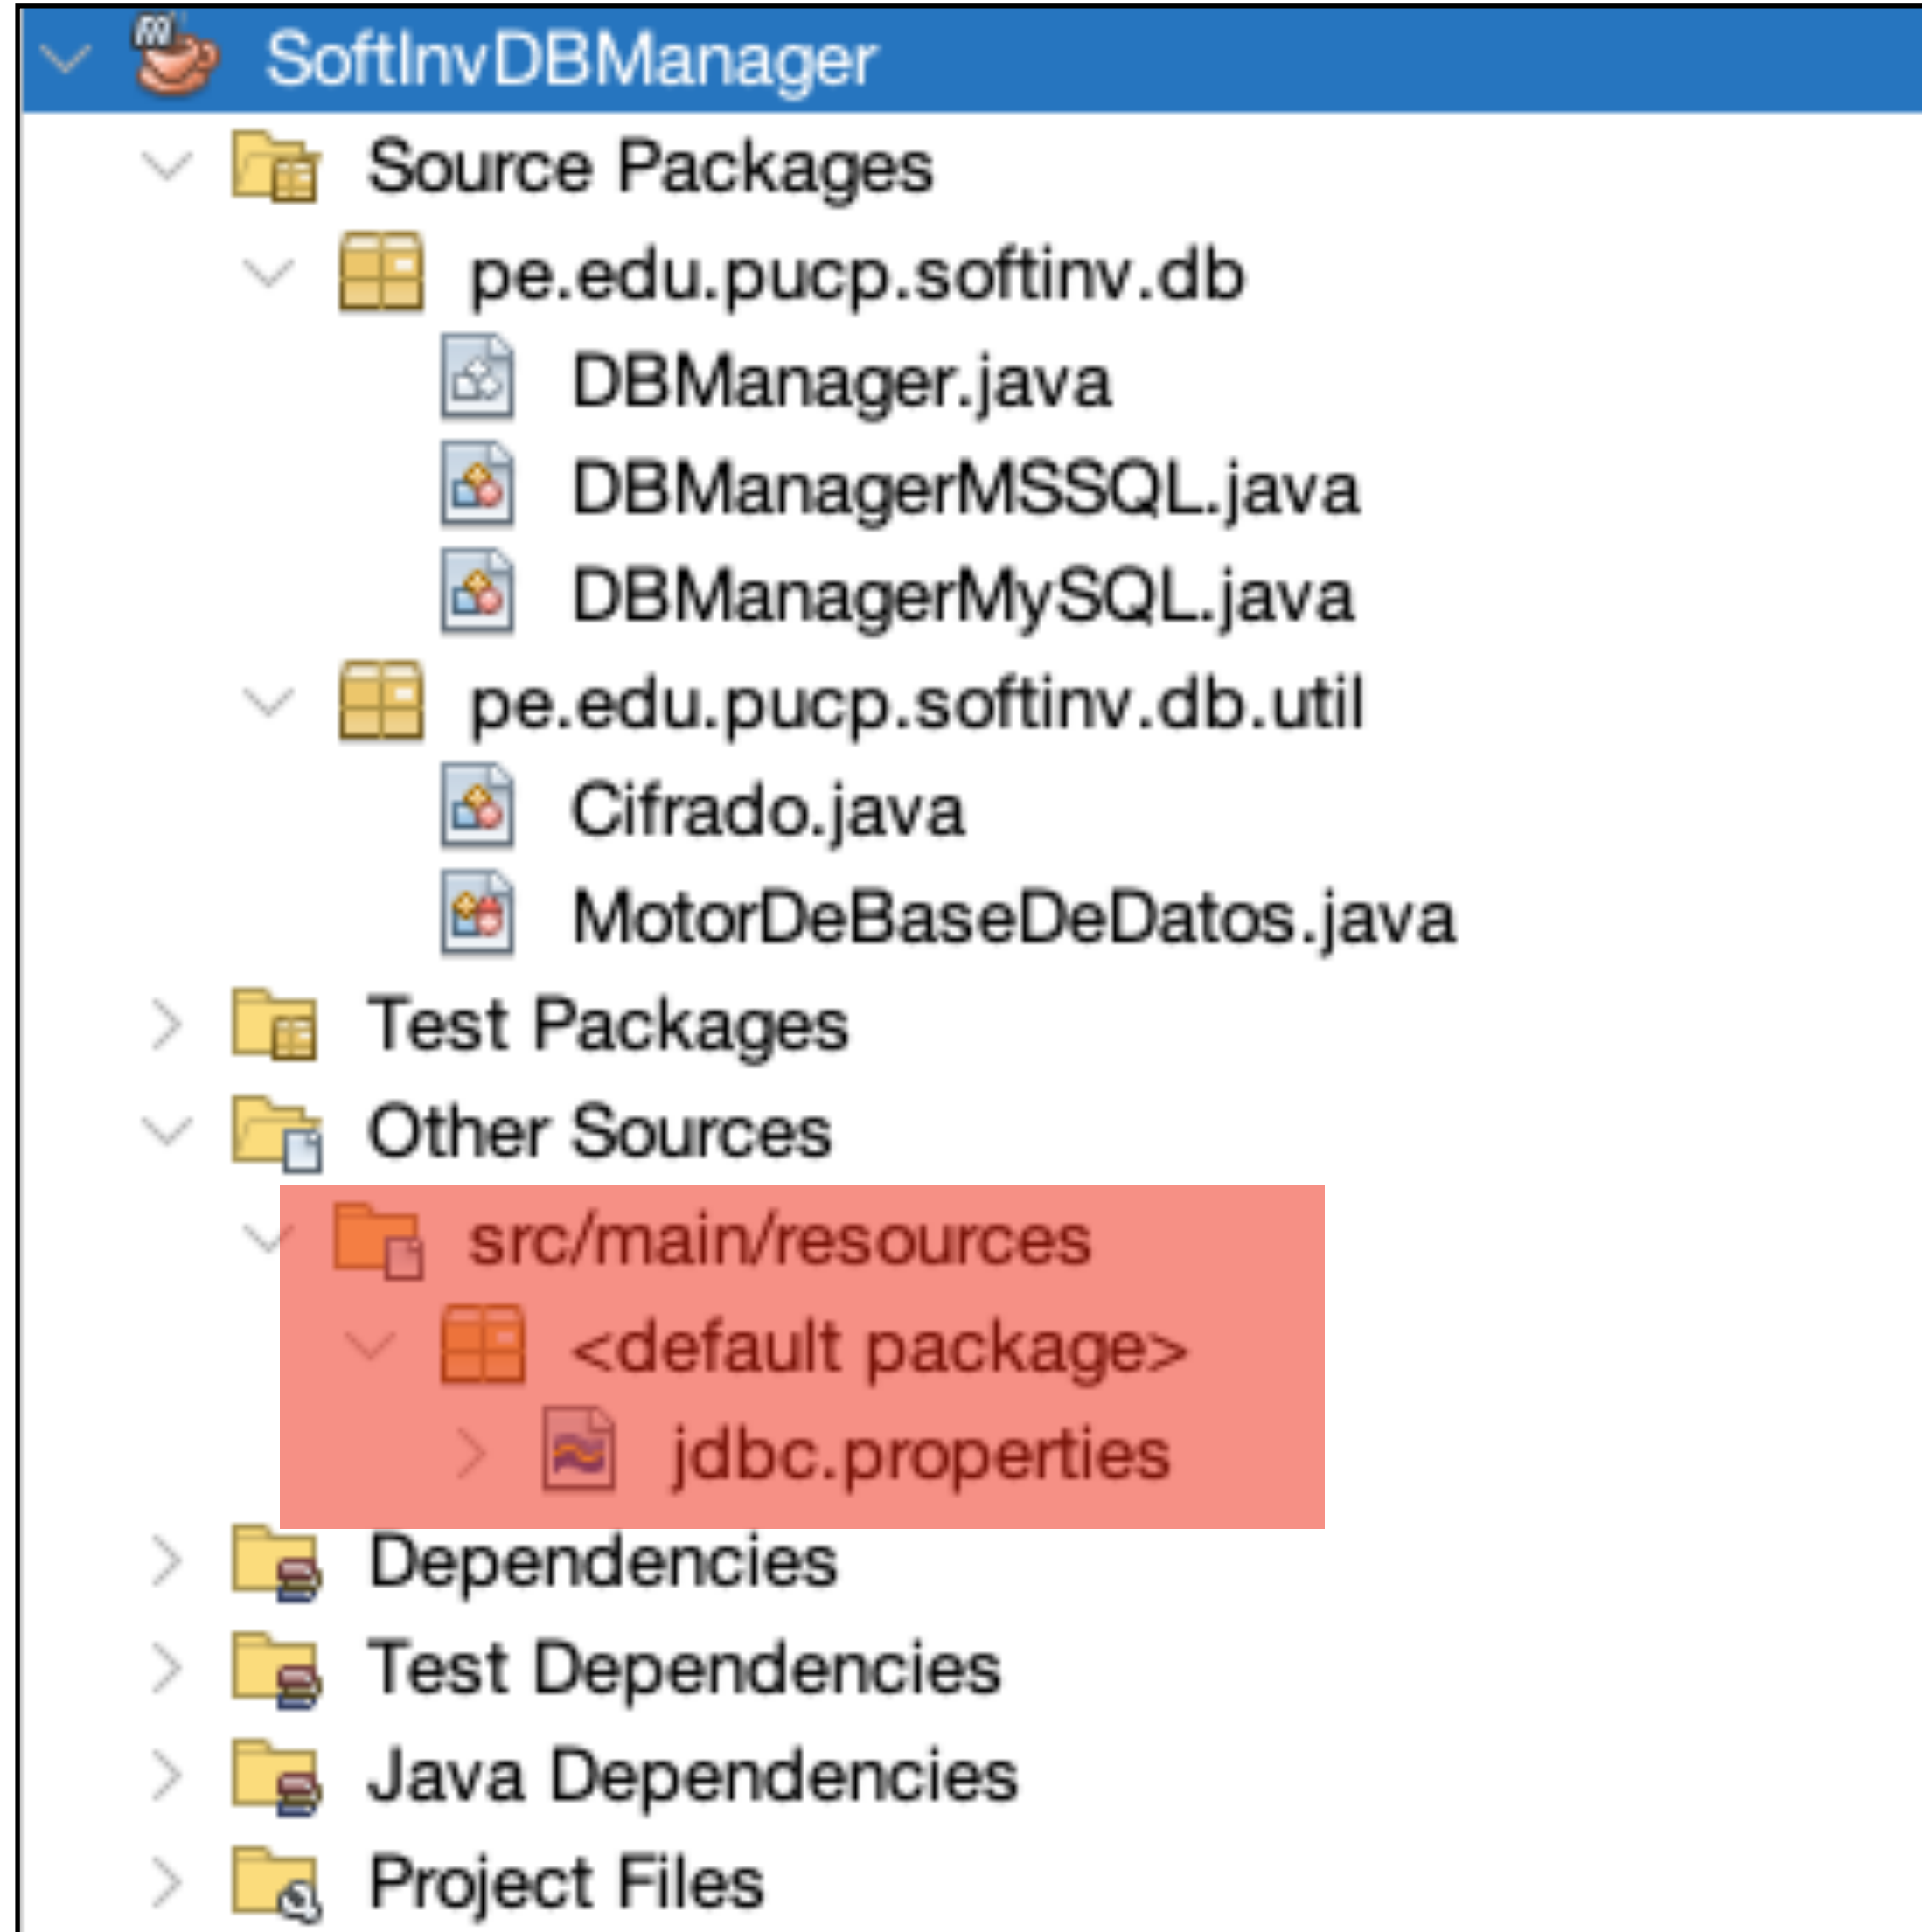 SoftInvDBManager
Source Packages
pe.edu.pucp.softinv.db
DBManager.java
DBManagerMSSQL.java
DBManagerMySQL.java
pe.edu.pucp.softinv.db.util
Cifrado.java
MotorDeBaseDeDatos.java
Test Packages
Other Sources
src/main/resources
<default package>
jdbc.properties
Dependencies
Test Dependencies
Java Dependencies
Project Files